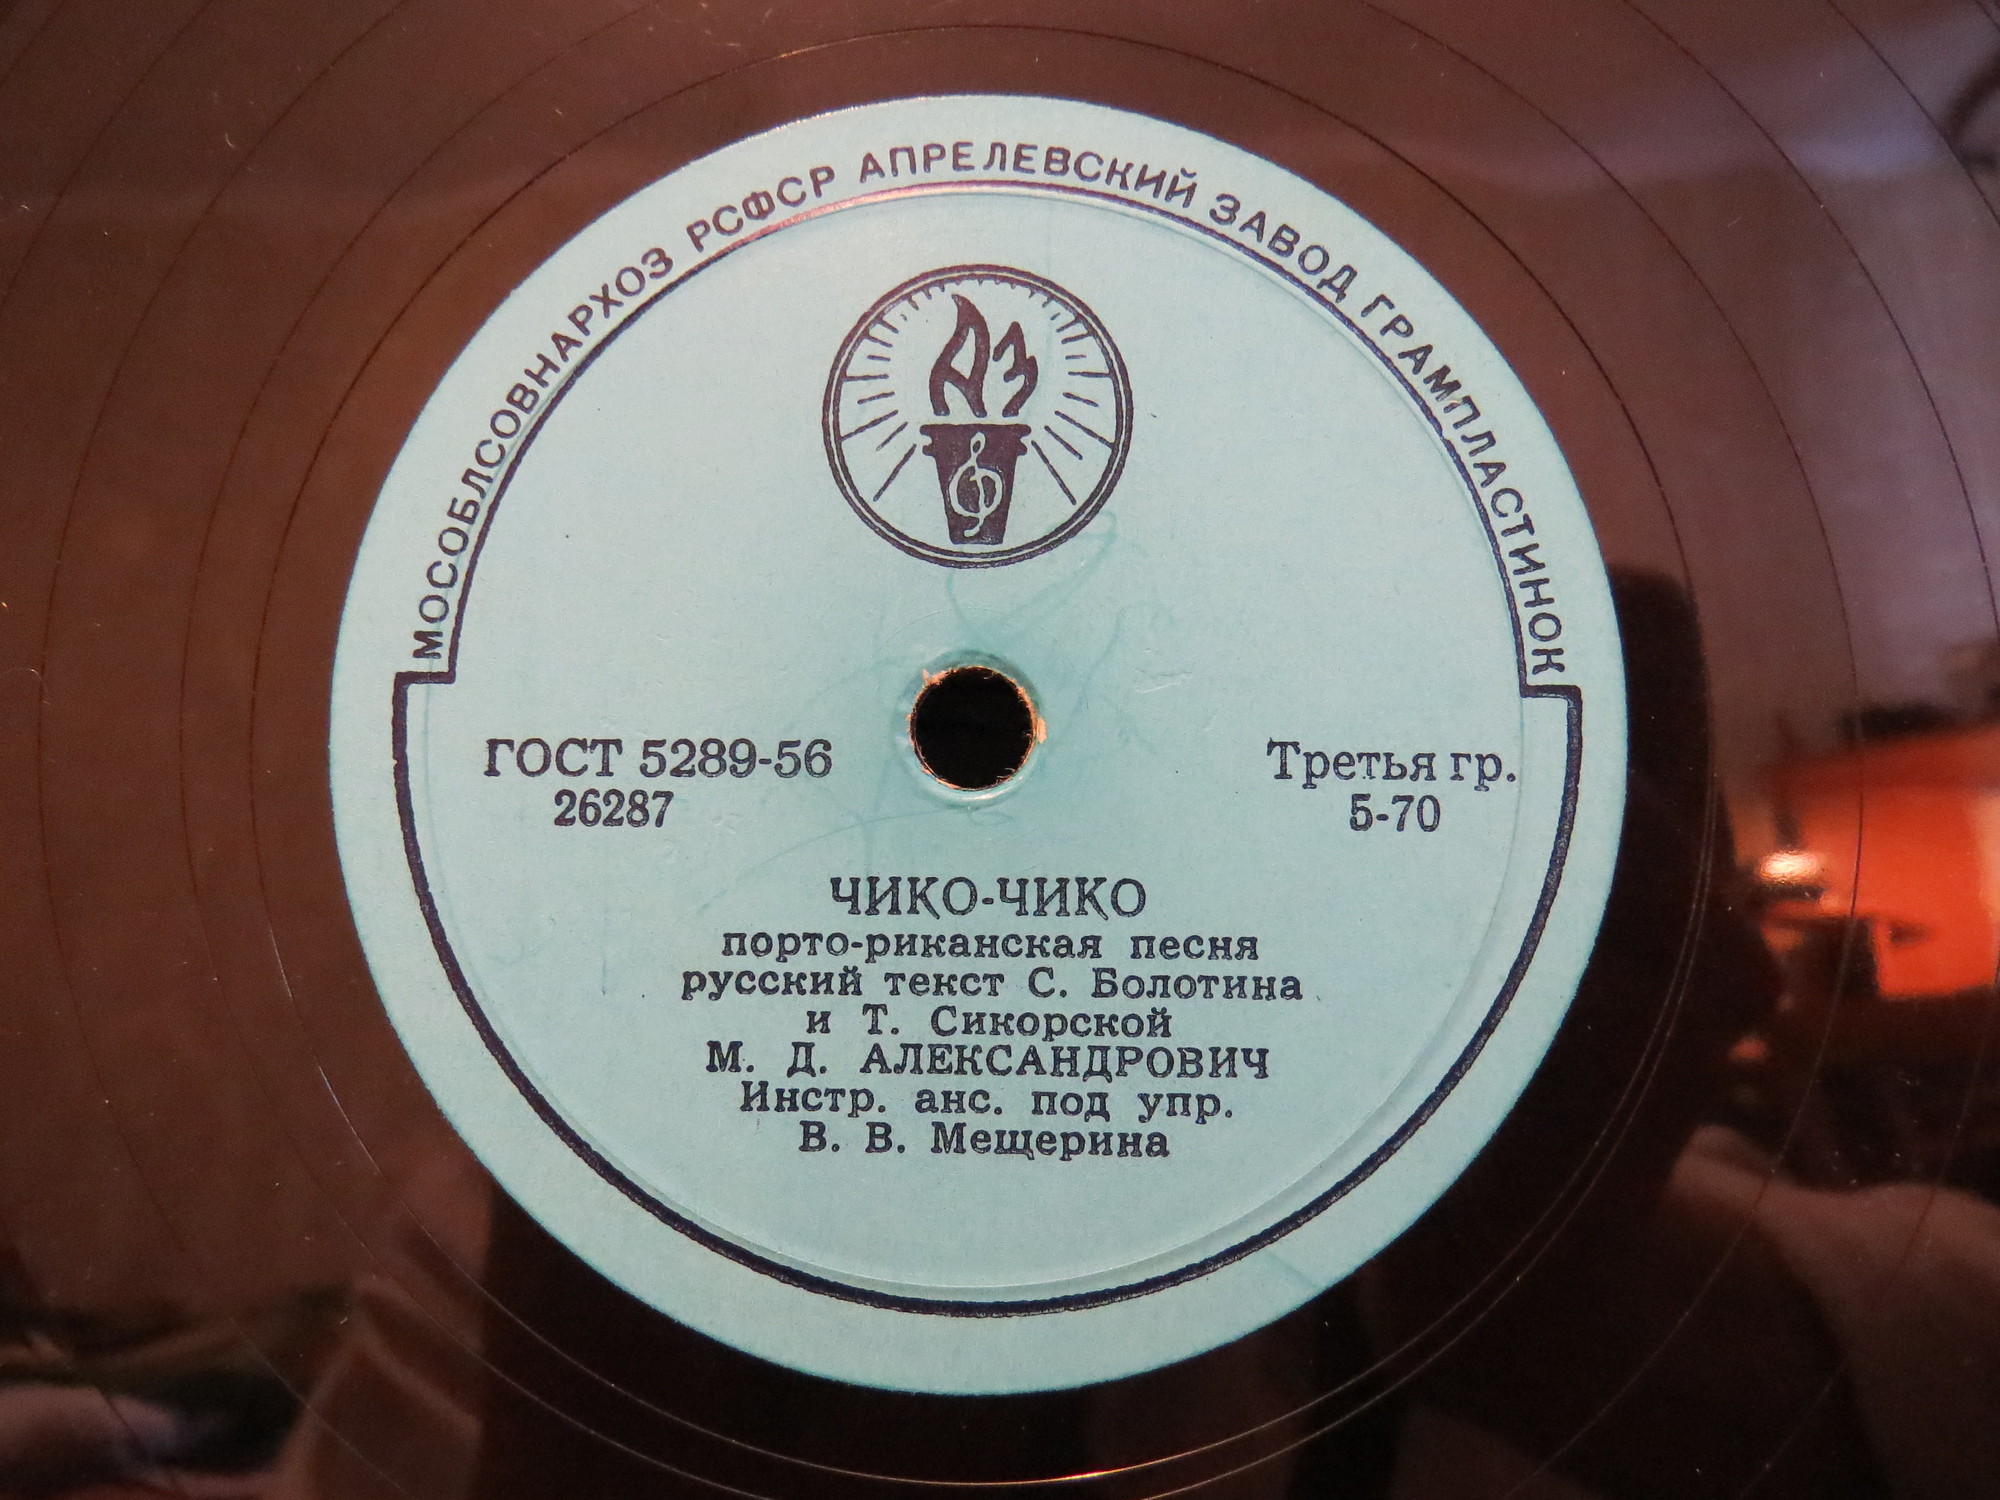 МОСОБЛСОВНАРХОЗ РСФСР АПРЕЛЕВСКИЙ ЗАВОД ГРАМПЛАСТИНОК
АЗ
ГОСТ 5289-56
26287
Третья гр.
5-70
ЧИКО-ЧИКО
порто-риканская песня
русский текст С. Болотина
и Т. Сикорской
М. Д. АЛЕКСАНДРОВИЧ
Инстр. анс. под упр.
В. В. Мещерина